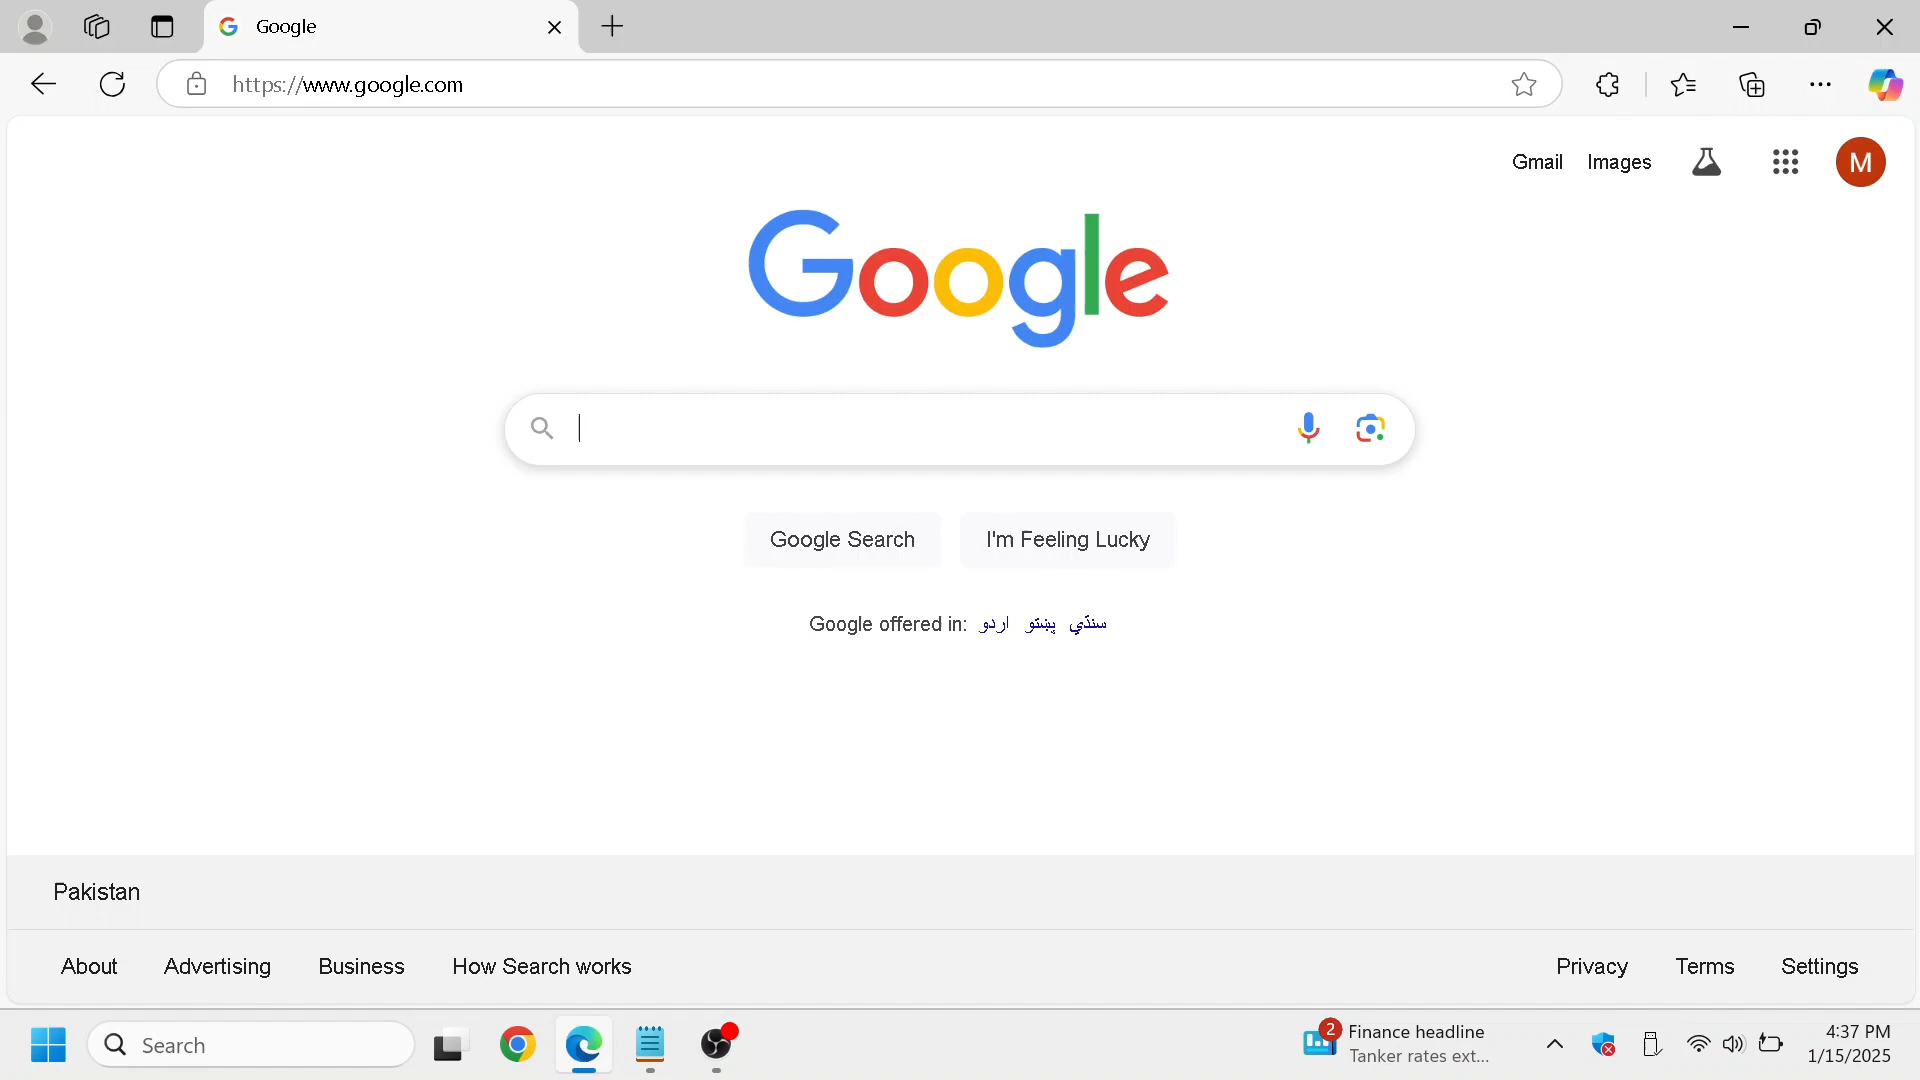 Google
https://www.google.com
Gmail Images M
Google
Google Search I'm Feeling Lucky
Google offered in: اردو پښتو سنڌي
Pakistan
About Advertising Business How Search works Privacy Terms Settings
Search
2 Finance headline
Tanker rates ext...
4:37 PM
1/15/2025